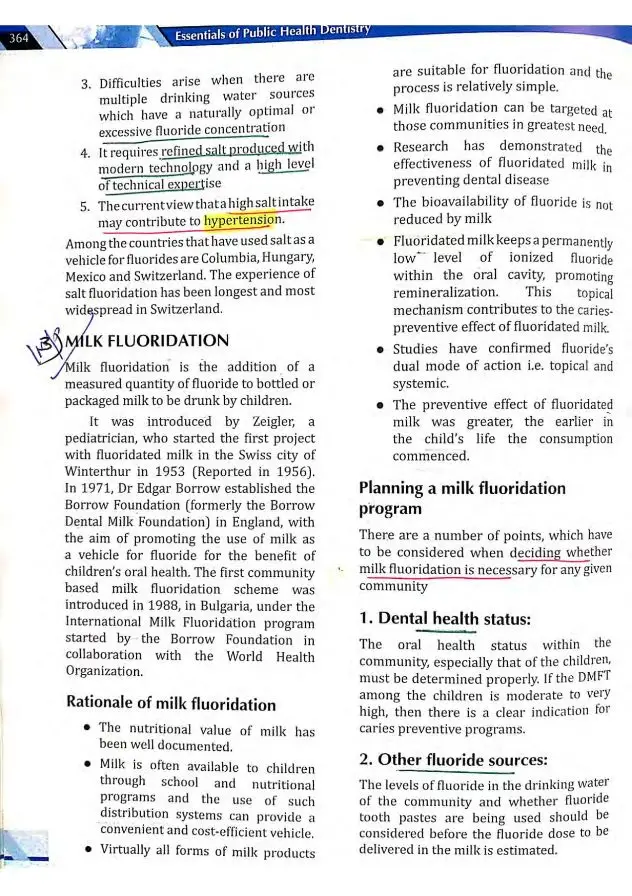 364
Essentials of Public Health Dentistry
3. Difficulties arise when there are
multiple drinking water sources
which have a naturally optimal or
excessive fluoride concentration
4. It requires refined salt produced with
modern technology and a high level
of technical expertise
5. The current view that a high salt intake
may contribute to hypertension.
Among the countries that have used salt as a
vehicle for fluorides are Columbia, Hungary,
Mexico and Switzerland. The experience of
salt fluoridation has been longest and most
widespread in Switzerland.
MILK FLUORIDATION
Milk fluoridation is the addition of a
measured quantity of fluoride to bottled or
packaged milk to be drunk by children.
It was introduced by Zeigler, a
pediatrician, who started the first project
with fluoridated milk in the Swiss city of
Winterthur in 1953 (Reported in 1956).
In 1971, Dr Edgar Borrow established the
Borrow Foundation (formerly the Borrow
Dental Milk Foundation) in England, with
the aim of promoting the use of milk as
a vehicle for fluoride for the benefit of
children's oral health. The first community
based milk fluoridation scheme was
introduced in 1988, in Bulgaria, under the
International Milk Fluoridation program
started by the Borrow Foundation in
collaboration with the World Health
Organization.
Rationale of milk fluoridation
• The nutritional value of milk has
been well documented.
• Milk is often available to children
through school and nutritional
programs and the use of such
distribution systems can provide a
convenient and cost-efficient vehicle.
• Virtually all forms of milk products
are suitable for fluoridation and the
process is relatively simple.
• Milk fluoridation can be targeted at
those communities in greatest need.
• Research has demonstrated the
effectiveness of fluoridated milk in
preventing dental disease
• The bioavailability of fluoride is not
reduced by milk
• Fluoridated milk keeps a permanently
low level of ionized fluoride
within the oral cavity, promoting
remineralization. This topical
mechanism contributes to the caries-
preventive effect of fluoridated milk.
• Studies have confirmed fluoride's
dual mode of action i.e. topical and
systemic.
• The preventive effect of fluoridated
milk was greater, the earlier in
the child's life the consumption
commenced.
Planning a milk fluoridation
program
There are a number of points, which have
to be considered when deciding whether
milk fluoridation is necessary for any given
community
1. Dental health status:
The oral health status within the
community, especially that of the children,
must be determined properly. If the DMFT
among the children is moderate to very
high, then there is a clear indication for
caries preventive programs.
2. Other fluoride sources:
The levels of fluoride in the drinking water
of the community and whether fluoride
tooth pastes are being used should be
considered before the fluoride dose to be
delivered in the milk is estimated.